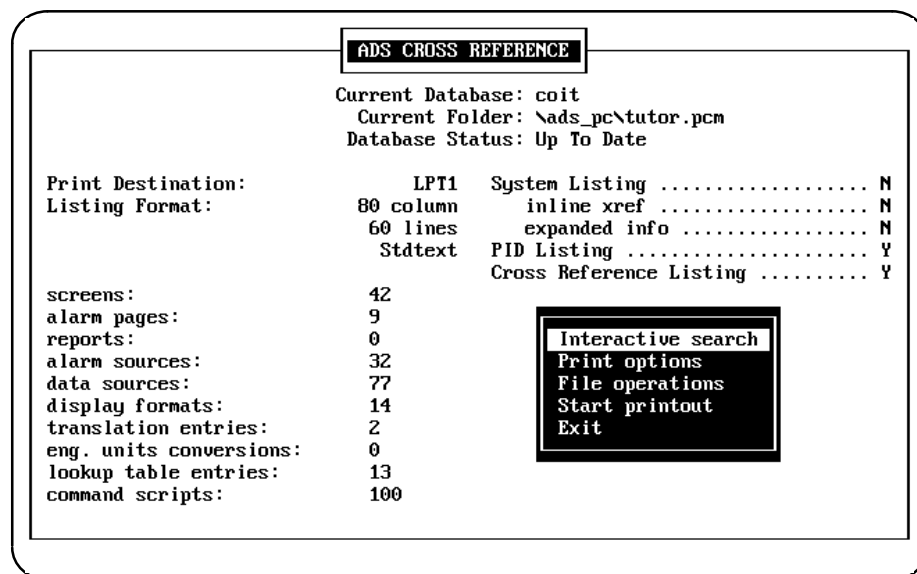 ADS CROSS REFERENCE
Current Database: coit
Current Folder: \ads_pc\tutor.pcm
Database Status: Up To Date
Print Destination: LPT1
Listing Format: 80 column
60 lines
Stdtext
System Listing ................... N
inline xref ................... N
expanded info ................. N
PID Listing ...................... Y
Cross Reference Listing .......... Y
screens: 42
alarm pages: 9
reports: 0
alarm sources: 32
data sources: 77
display formats: 14
translation entries: 2
eng. units conversions: 0
lookup table entries: 13
command scripts: 100
Interactive search
Print options
File operations
Start printout
Exit